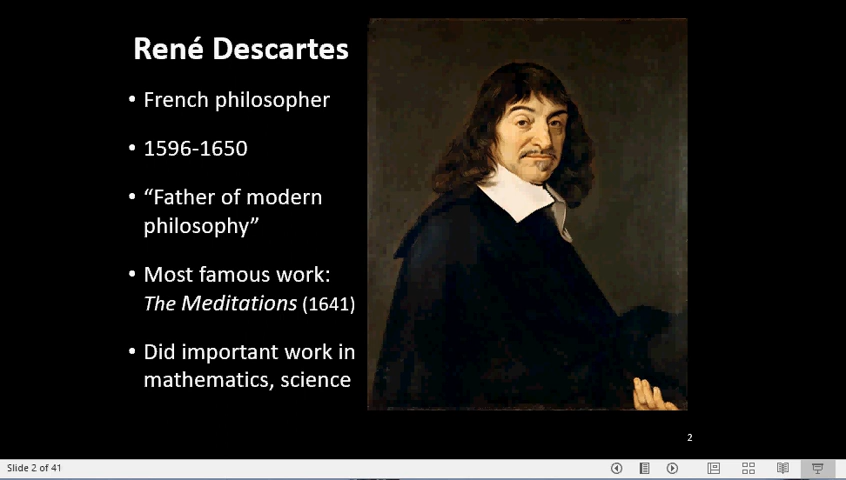 René Descartes
• French philosopher
• 1596-1650
• “Father of modern
philosophy”
• Most famous work:
The Meditations (1641)
• Did important work in
mathematics, science
2
Slide 2 of 41